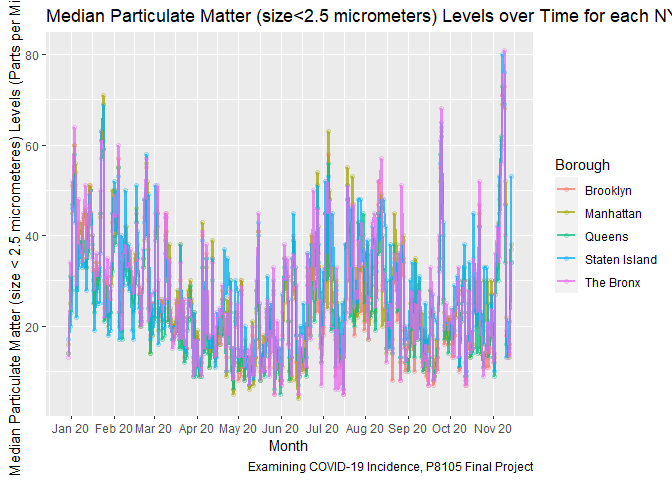 Median Particulate Matter (size<2.5 micrometers) Levels over Time for each NY
Median Particulate Matter (size < 2.5 micrometeres) Levels (Parts per Mi
80
60
40
20
Jan 20 Feb 20 Mar 20 Apr 20 May 20 Jun 20 Jul 20 Aug 20 Sep 20 Oct 20 Nov 20
Month
Borough
Brooklyn
Manhattan
Queens
Staten Island
The Bronx
Examining COVID-19 Incidence, P8105 Final Project